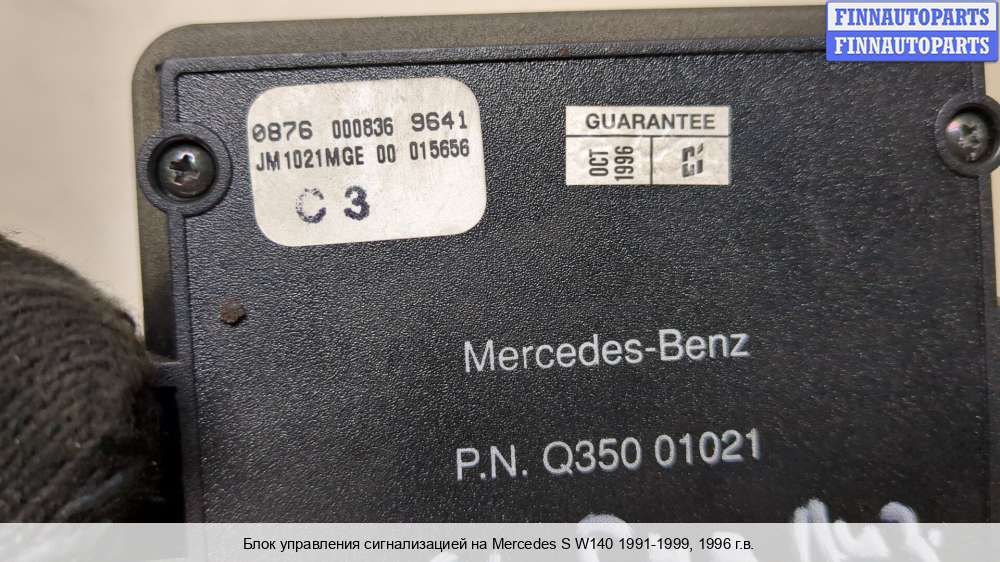 FINNAUTOPARTS
FINNAUTOPARTS
0876 000836 9641
JM1021MGE 00 015656
C 3
GUARANTEE
OCT
1996
Mercedes-Benz
P.N. Q350 01021
Блок управления сигнализацией на Mercedes S W140 1991-1999, 1996 г.в.